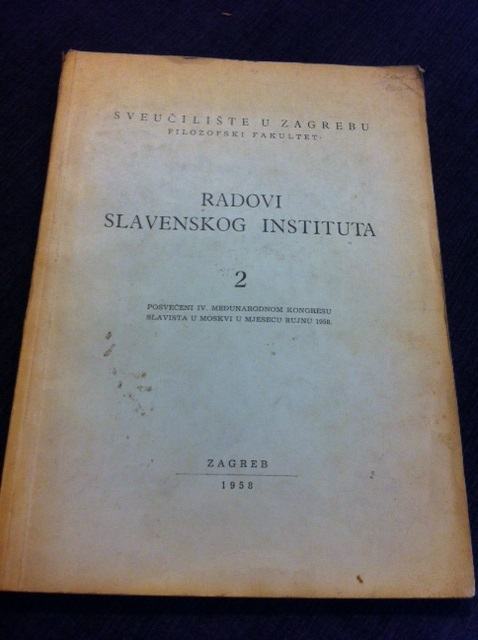 SVEUČILIŠTE U ZAGREBU
FILOZOFSKI FAKULTET
RADOVI
SLAVENSKOG INSTITUTA
2
POSVEĆENI IV. MEĐUNARODNOM KONGRESU
SLAVISTA U MOSKVI U MJESECU RUJNU 1958.
ZAGREB
1958